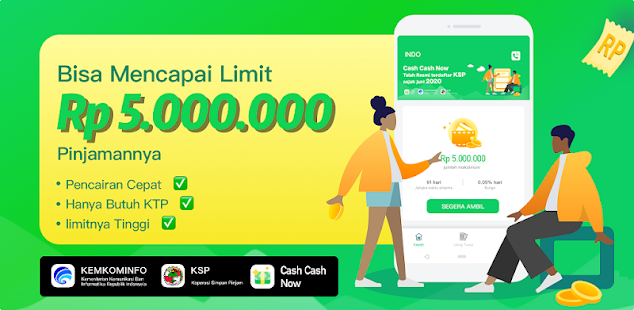 Bisa Mencapai Limit
Rp 5.000.000
Pinjamannya
• Pencairan Cepat ✓
• Hanya Butuh KTP ✓
• limitnya Tinggi ✓
KEMKOMINFO
Kementerian Komunikasi Dan
Informatika Republik Indonesia
KSP
Koperasi Simpan Pinjam
Cash Cash
Now
INDO
Cash Cash Now
Telah Resmi terdaftar KSP
sejak juni 2020
Rp 5.000.000
Jumlah maksimum
91 hari
0.05% hari
Bunga
SEGERA AMBIL
RP